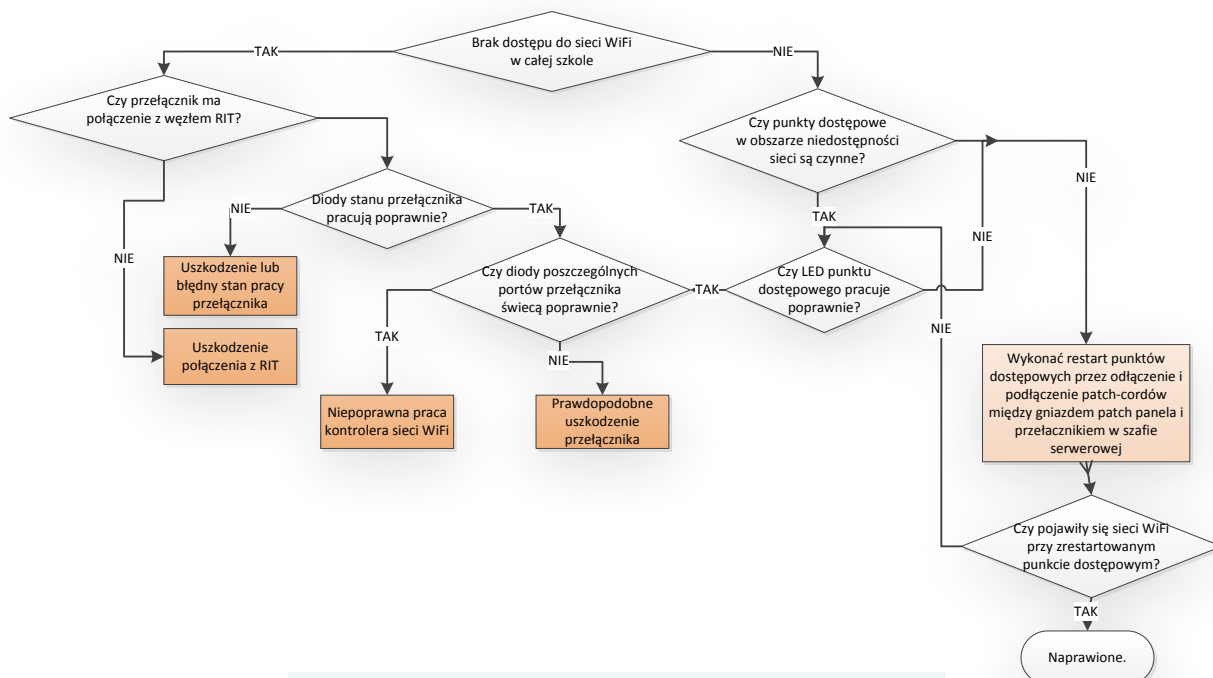 Brak dostępu do sieci WiFi
w całej szkole
TAK
NIE
Czy przełącznik ma
połączenie z węzłem RIT?
Czy punkty dostępowe
w obszarze niedostępności
sieci są czynne?
NIE
Diody stanu przełącznika
pracują poprawnie?
NIE
TAK
TAK
NIE
NIE
Uszkodzenie lub
błędny stan pracy
przełącznika
Czy diody poszczególnych
portów przełącznika
świecą poprawnie?
TAK
Czy LED punktu
dostępowego pracuje
poprawnie?
NIE
TAK
Uszkodzenie
połączenia z RIT
NIE
Wykonać restart punktów
dostępowych przez odłączenie i
podłączenie patch-cordów
między gniazdem patch panela i
przełacznikiem w szafie
serwerowej
Niepoprawna praca
kontrolera sieci WiFi
Prawdopodobne
uszkodzenie
przełącznika
Czy pojawiły się sieci WiFi
przy zrestartowanym
punkcie dostępowym?
TAK
Naprawione.